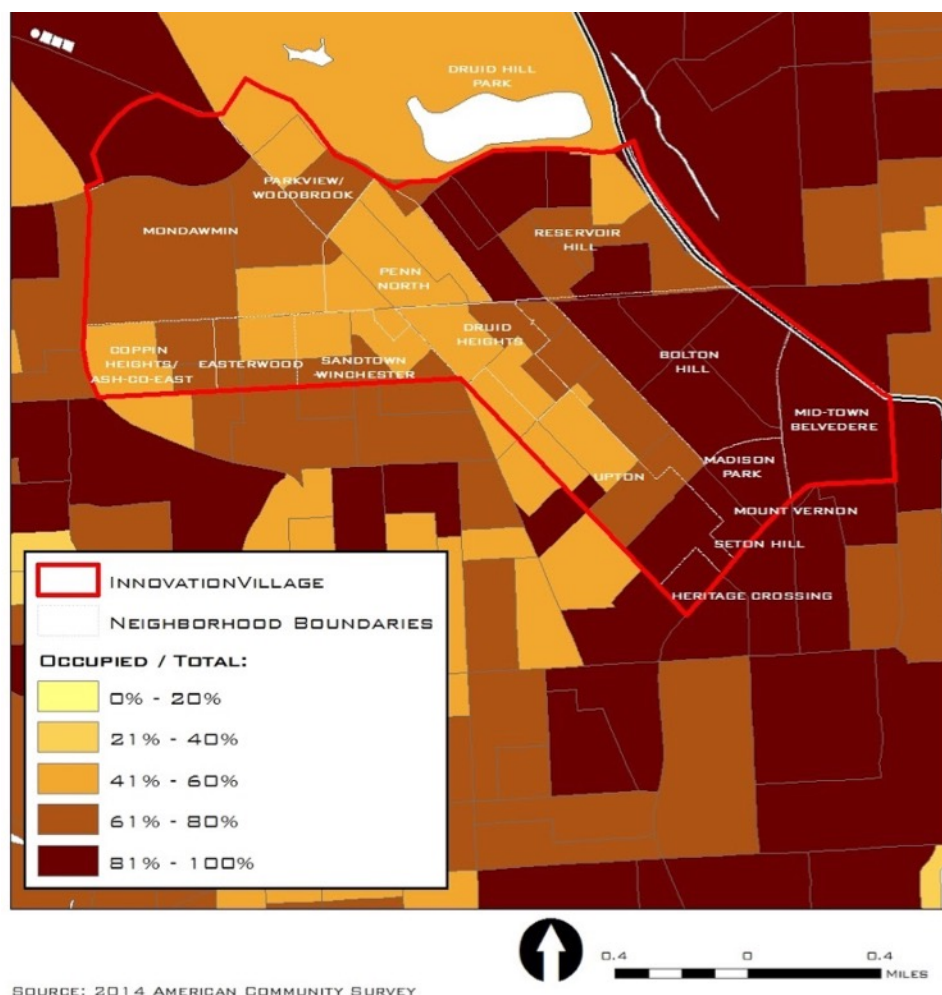 DRUID HILL
PARK
PARKVIEW/
WOODBROOK
MONDAWMIN
RESERVOIR
HILL
PENN
NORTH
DRUID
HEIGHTS
COPPIN
HEIGHTS/
ASH-CO-EAST
EASTERWOOD
SANDTOWN
-WINCHESTER
BOLTON
HILL
MID-TOWN
BELVEDERE
MADISON
PARK
UPTON
MOUNT VERNON
SETON HILL
HERITAGE CROSSING
INNOVATIONVILLAGE
NEIGHBORHOOD BOUNDARIES
OCCUPIED / TOTAL:
0% - 20%
21% - 40%
41% - 60%
61% - 80%
81% - 100%
0.4 0 0.4
MILES
SOURCE: 2014 AMERICAN COMMUNITY SURVEY